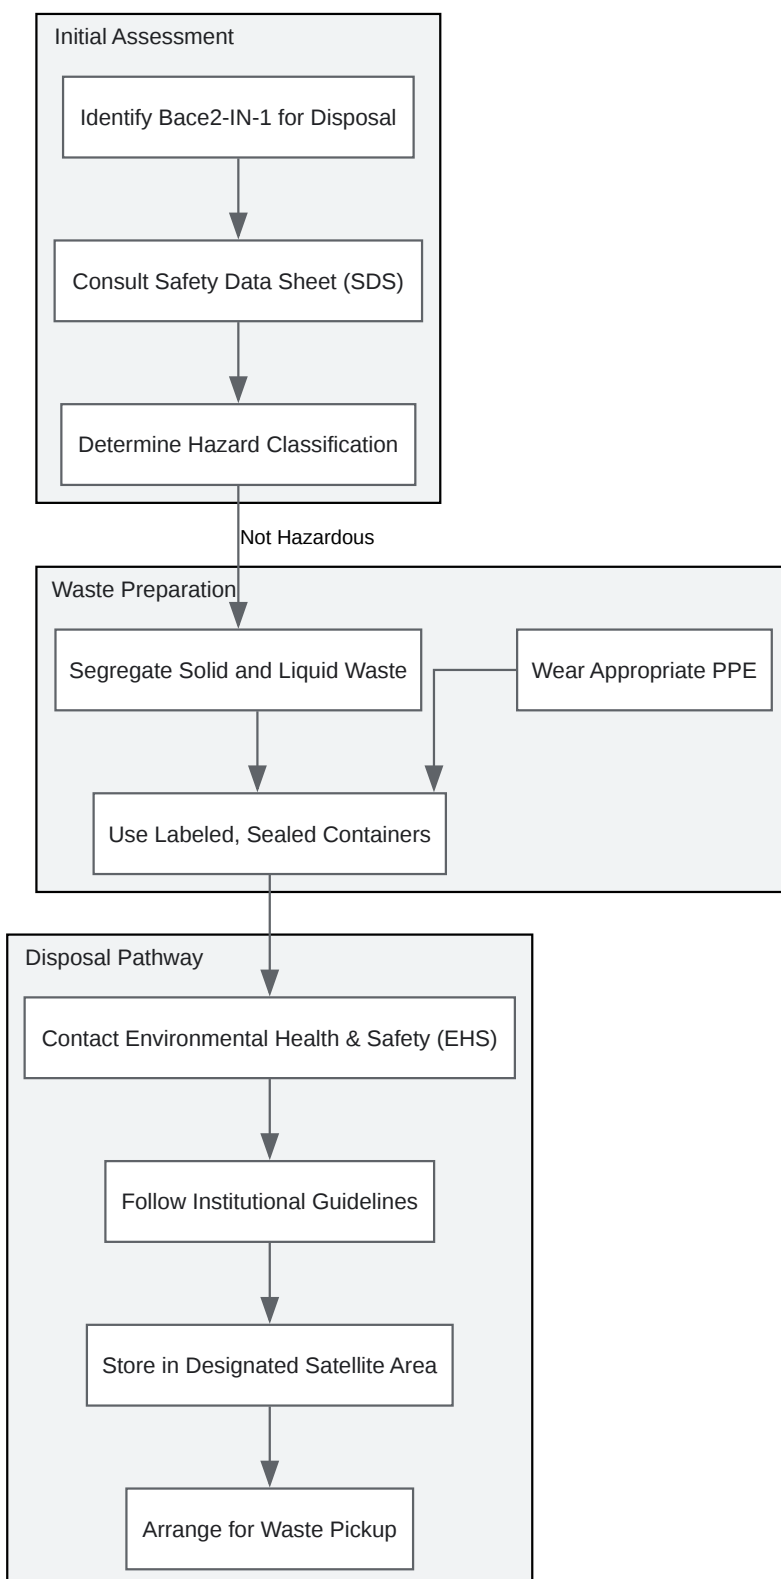 Initial Assessment
Identify Bace2-IN-1 for Disposal
Consult Safety Data Sheet (SDS)
Determine Hazard Classification
Not Hazardous
Waste Preparation
Segregate Solid and Liquid Waste
Wear Appropriate PPE
Use Labeled, Sealed Containers
Disposal Pathway
Contact Environmental Health & Safety (EHS)
Follow Institutional Guidelines
Store in Designated Satellite Area
Arrange for Waste Pickup